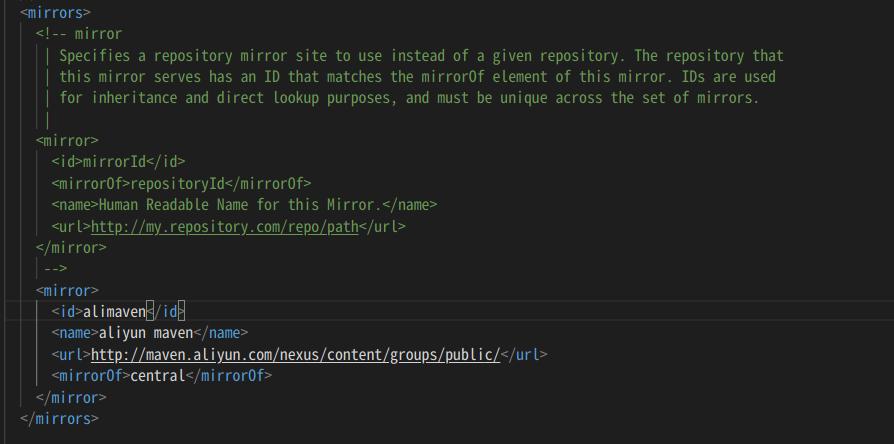 <mirrors>
<!-- mirror
| Specifies a repository mirror site to use instead of a given repository. The repository that
| this mirror serves has an ID that matches the mirrorOf element of this mirror. IDs are used
| for inheritance and direct lookup purposes, and must be unique across the set of mirrors.
|
<mirror>
<id>mirrorId</id>
<mirrorOf>repositoryId</mirrorOf>
<name>Human Readable Name for this Mirror.</name>
<url>http://my.repository.com/repo/path</url>
</mirror>
-->
<mirror>
<id>alimaven</id>
<name>aliyun maven</name>
<url>http://maven.aliyun.com/nexus/content/groups/public/</url>
<mirrorOf>central</mirrorOf>
</mirror>
</mirrors>